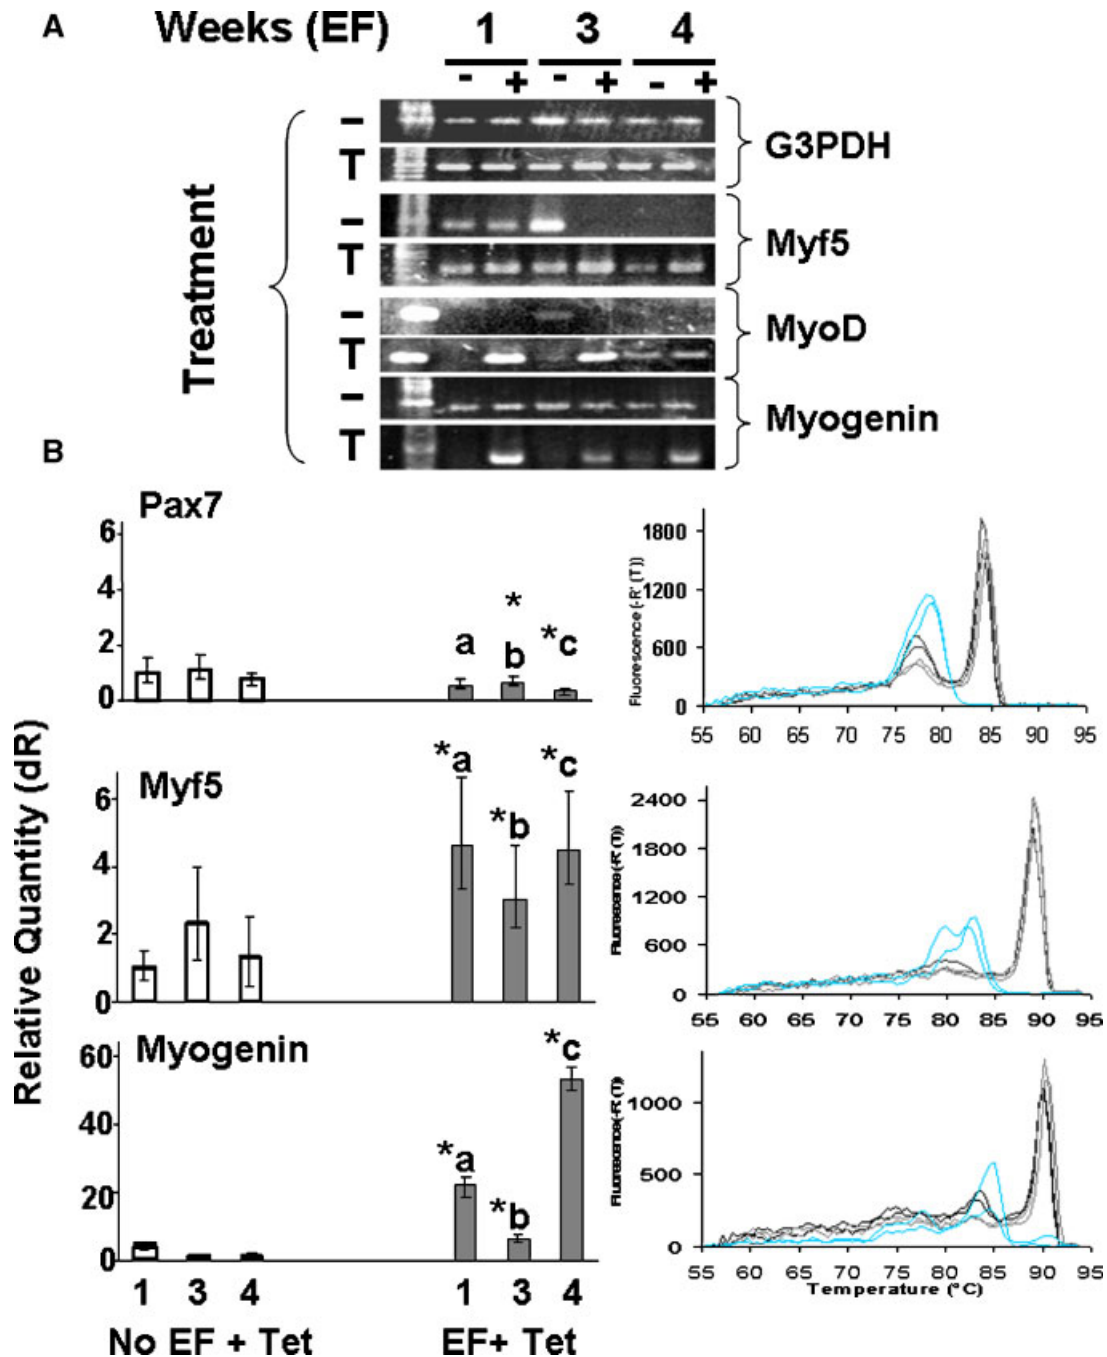 A
Weeks (EF) 1 3 4
- + - + - +
Treatment
–
T
G3PDH
–
T
Myf5
–
T
MyoD
–
T
Myogenin
B
Relative Quantity (dR)
Pax7
6
4
2
0
a
*
b
*c
Fluorescence (-R' (T))
1800
1200
600
0
55 60 65 70 75 80 85 90 95
Myf5
6
4
2
0
*a
*b
*c
Fluorescence (-R' (T))
2400
1800
1200
600
0
55 60 65 70 75 80 85 90 95
Myogenin
60
40
20
0
*a
*b
*c
Fluorescence(-R' (T))
1000
500
0
55 60 65 70 75 80 85 90 95
Temperature (°C)
1 3 4 1 3 4
No EF + Tet EF+ Tet